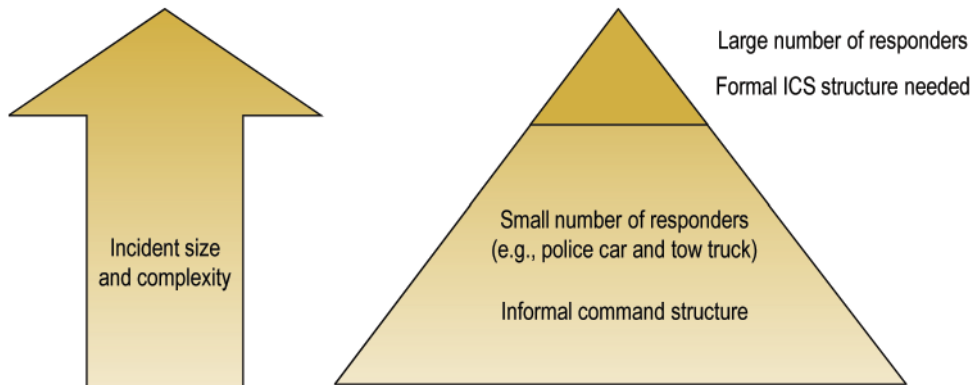 Large number of responders
Formal ICS structure needed
Incident size
and complexity
Small number of responders
(e.g., police car and tow truck)
Informal command structure